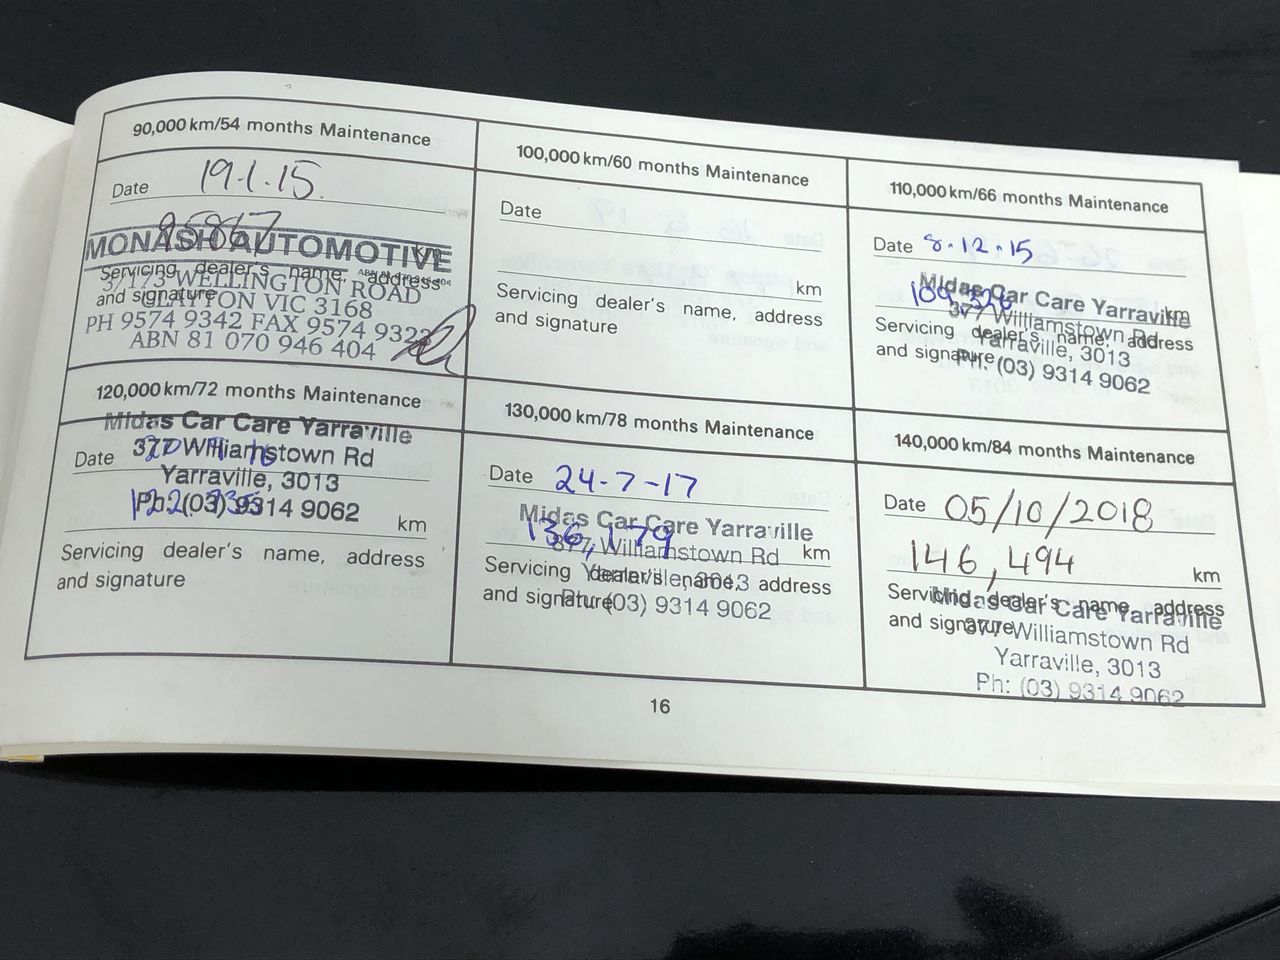 90,000 km/54 months Maintenance
Date 19.1.15.
95867
km
MONASH AUTOMOTIVE
Servicing dealer's name, address
and signature
3/173 WELLINGTON ROAD
CLAYTON VIC 3168
PH 9574 9342 FAX 9574 9322
ABN 81 070 946 404
100,000 km/60 months Maintenance
Date
km
Servicing dealer's name, address
and signature
110,000 km/66 months Maintenance
Date 8.12.15
109,326 km
Midas Car Care Yarraville
377 Williamstown Rd
Yarraville, 3013
Ph: (03) 9314 9062
Servicing dealer's name, address
and signature
120,000 km/72 months Maintenance
Midas Car Care Yarraville
377 Williamstown Rd
Yarraville, 3013
Ph: (03) 9314 9062
Date
km
Servicing dealer's name, address
and signature
130,000 km/78 months Maintenance
Date 24-7-17
136,179 km
Midas Car Care Yarraville
377 Williamstown Rd
Yarraville, 3013
Ph: (03) 9314 9062
Servicing dealer's name, address
and signature
140,000 km/84 months Maintenance
Date 05/10/2018
146,494 km
Servicing dealer's name, address
and signature
Midas Car Care Yarraville
377 Williamstown Rd
Yarraville, 3013
Ph: (03) 9314 9062
16